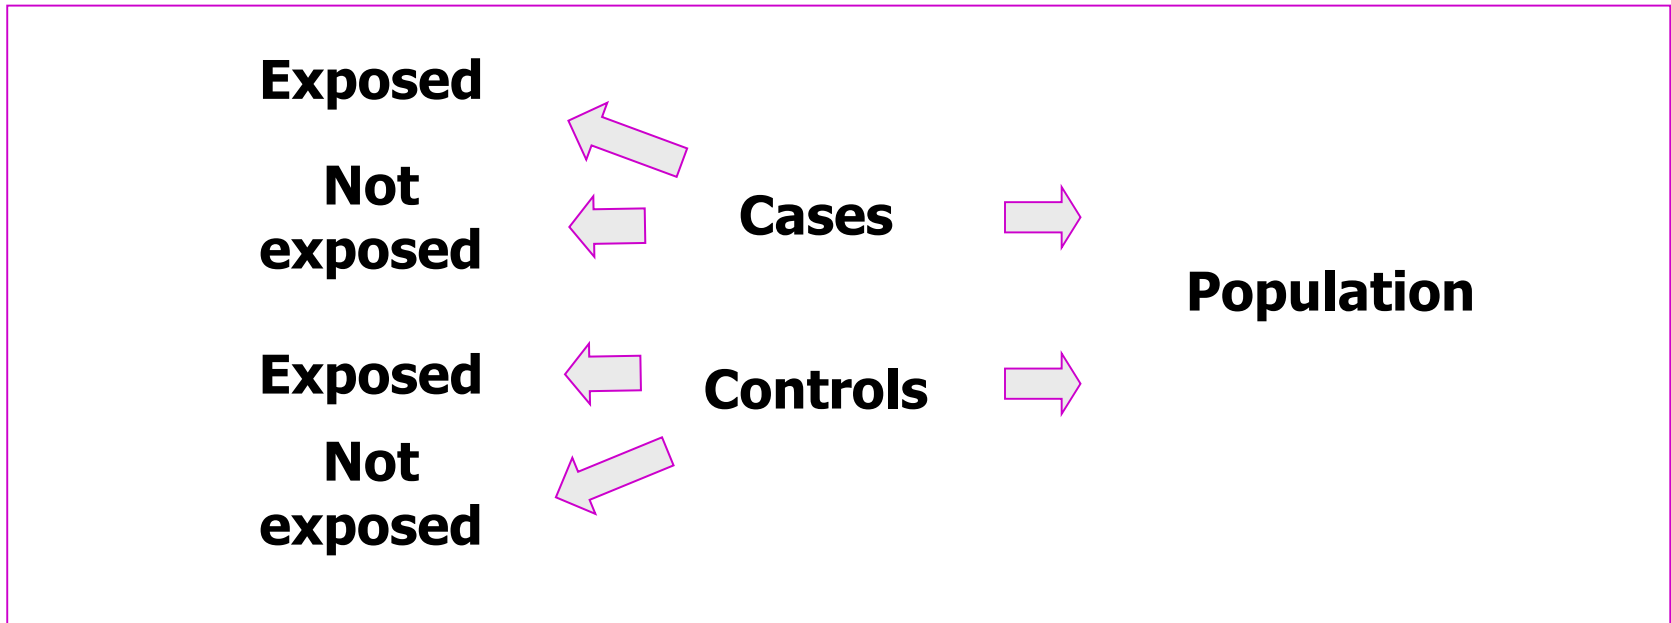 Exposed
Not
exposed
Cases
Population
Exposed
Controls
Not
exposed